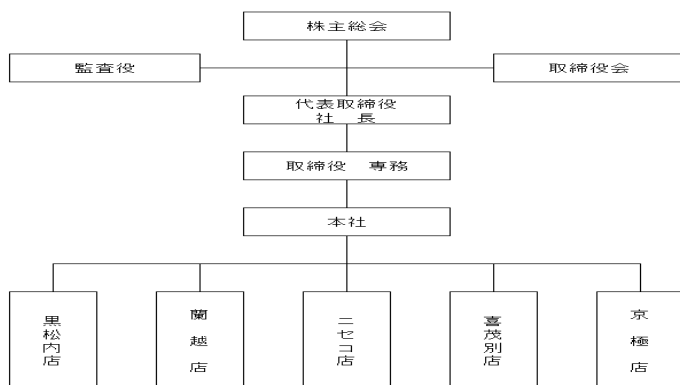 株主総会
監査役
取締役会
代表取締役
社　長
取締役　専務
本社
黒松内店
蘭越店
ニセコ店
喜茂別店
京極店